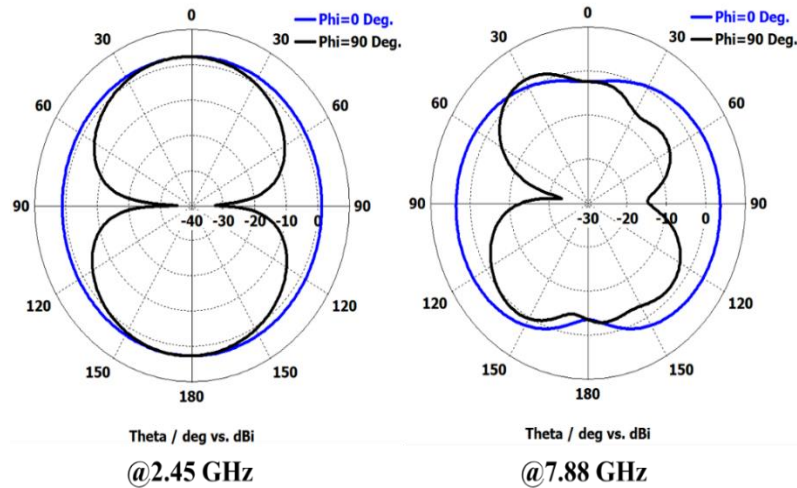 0
Phi=0 Deg.
Phi=90 Deg.
30
30
60
60
90
-40 -30 -20 -10 0
90
120
120
150
150
180
Theta / deg vs. dBi
@2.45 GHz
0
Phi=0 Deg.
Phi=90 Deg.
30
30
60
60
90
-30 -20 -10 0
90
120
120
150
150
180
Theta / deg vs. dBi
@7.88 GHz